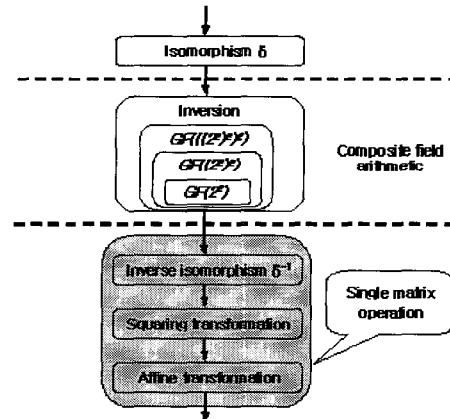 Isomorphism δ
Inversion
GF(((2²)²)²)
GF((2²)²)
GF(2²)
Composite field
arithmetic
Inverse isomorphism δ⁻¹
Squaring transformation
Affine transformation
Single matrix
operation